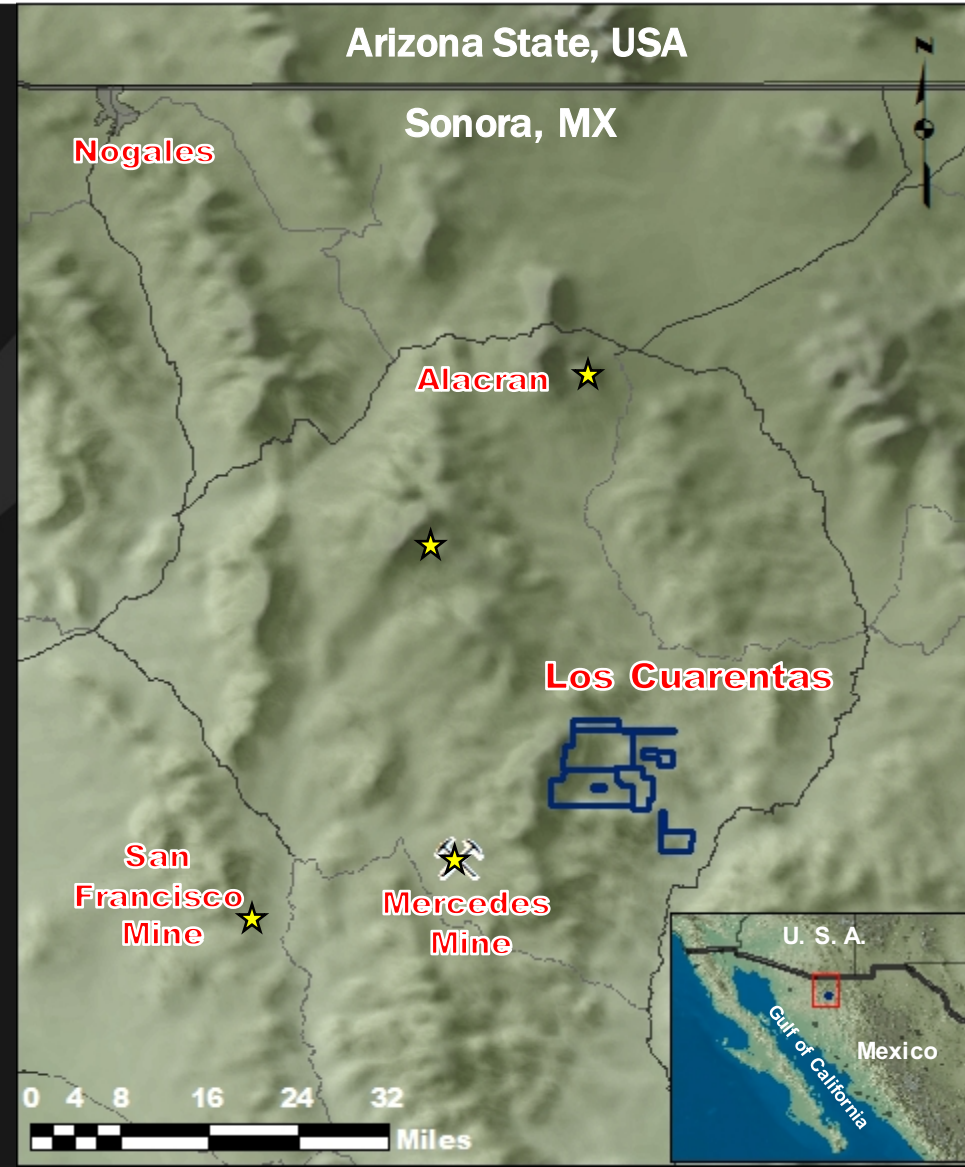 Arizona State, USA
N
Sonora, MX
Nogales
Alacran
Los Cuarentas
San
Francisco
Mine
Mercedes
Mine
U. S. A.
Gulf of California
Mexico
0 4 8 16 24 32
Miles